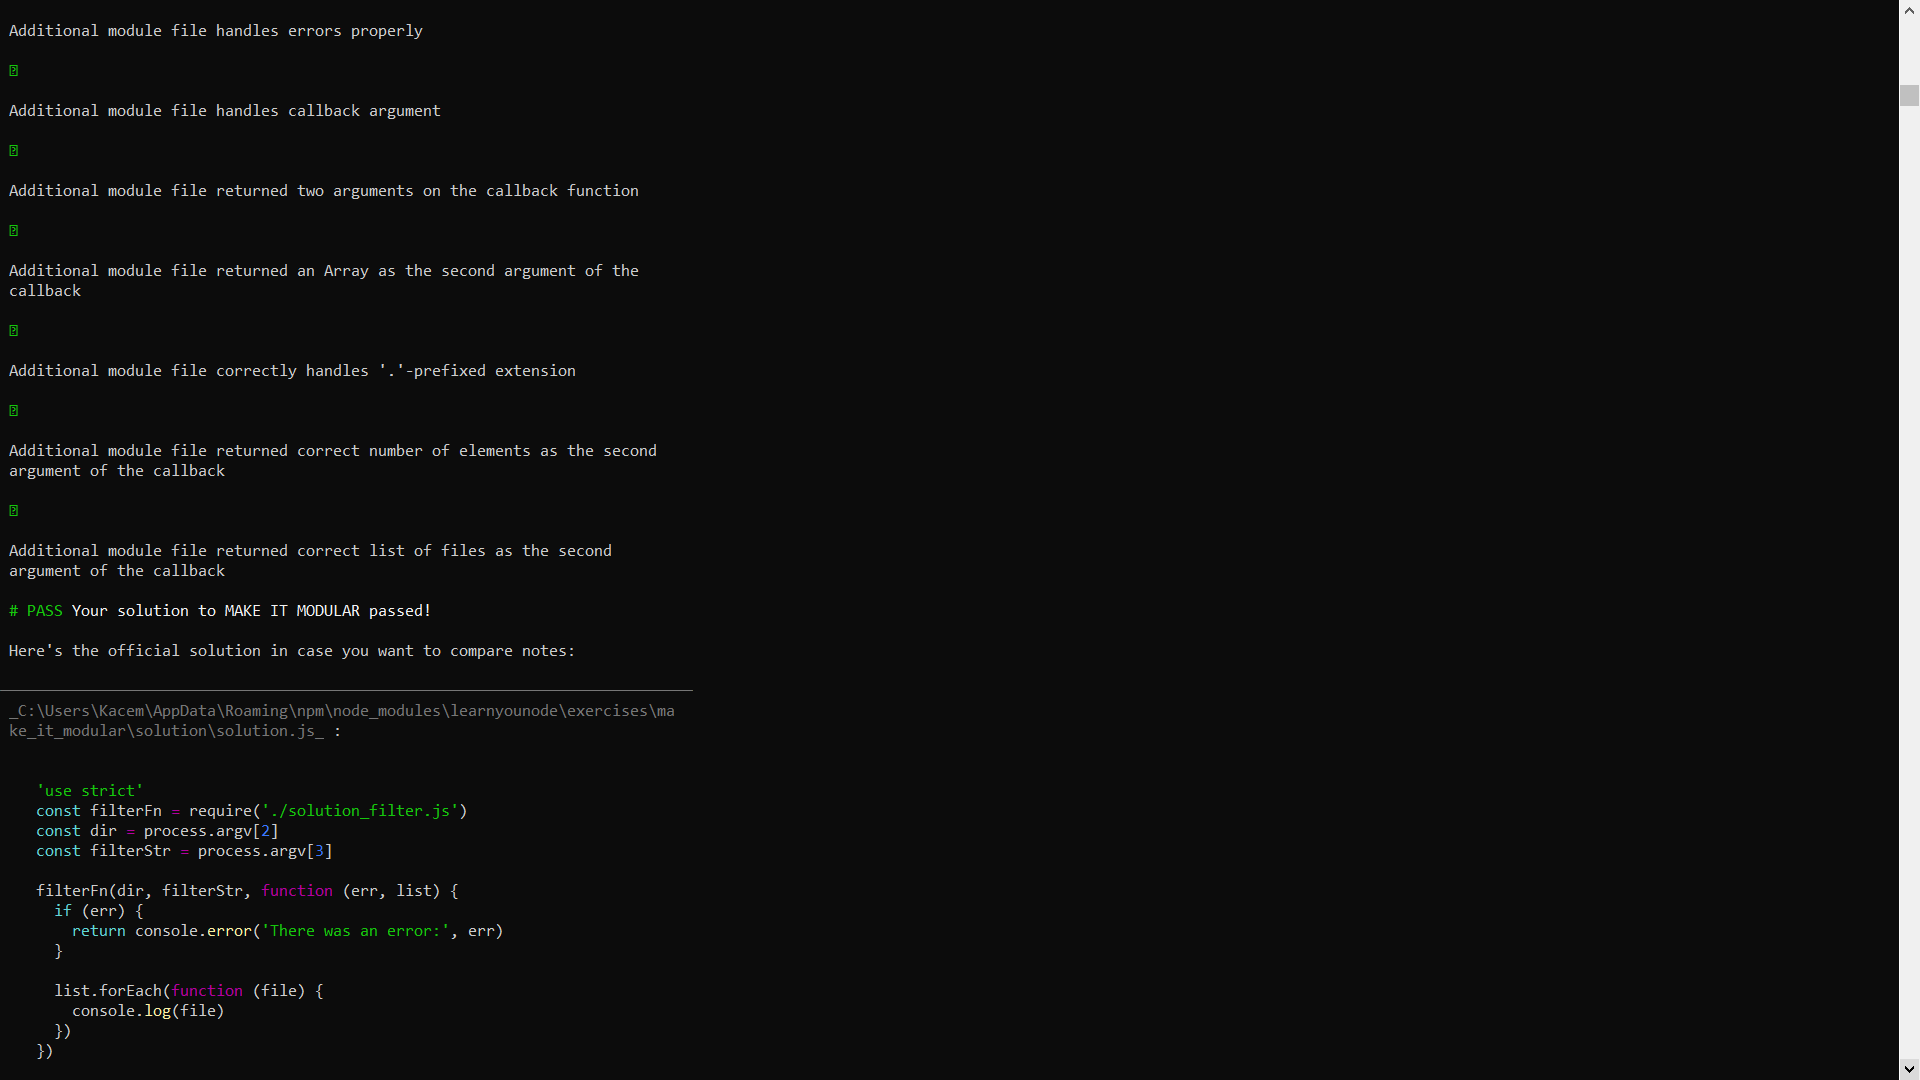 Additional module file handles errors properly
Additional module file handles callback argument
Additional module file returned two arguments on the callback function
Additional module file returned an Array as the second argument of the
callback
Additional module file correctly handles '.'-prefixed extension
Additional module file returned correct number of elements as the second
argument of the callback
Additional module file returned correct list of files as the second
argument of the callback
# PASS Your solution to MAKE IT MODULAR passed!
Here's the official solution in case you want to compare notes:
_C:\Users\Kacem\AppData\Roaming\npm\node_modules\learnyounode\exercises\ma
ke_it_modular\solution\solution.js_ :
'use strict'
const filterFn = require('./solution_filter.js')
const dir = process.argv[2]
const filterStr = process.argv[3]
filterFn(dir, filterStr, function (err, list) {
if (err) {
return console.error('There was an error:', err)
}
list.forEach(function (file) {
console.log(file)
})
})